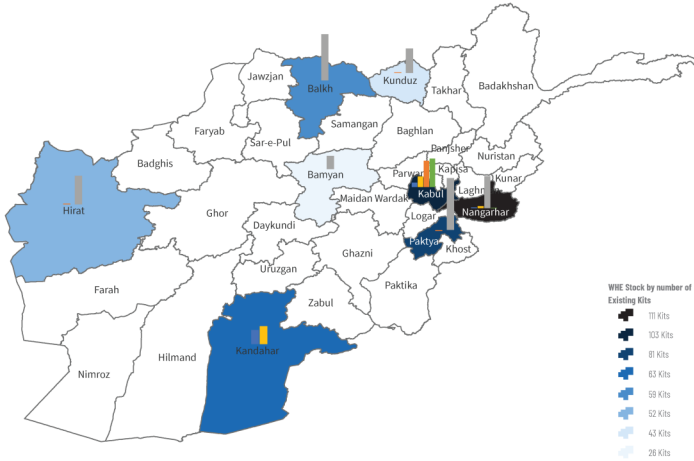 Jawzjan
Balkh
Kunduz
Takhar
Badakhshan
Faryab
Sar-e-Pul
Samangan
Baghlan
Panjsher
Nuristan
Badghis
Bamyan
Parwan
Kapisa
Kunar
Kabul
Laghm
Hirat
Ghor
Maidan Wardak
Nangarhar
Daykundi
Logar
Paktya
Khost
Ghazni
Uruzgan
Farah
Zabul
Paktika
Kandahar
Hilmand
Nimroz
WHE Stock by number of
Existing Kits
111 Kits
103 Kits
81 Kits
63 Kits
59 Kits
52 Kits
43 Kits
26 Kits